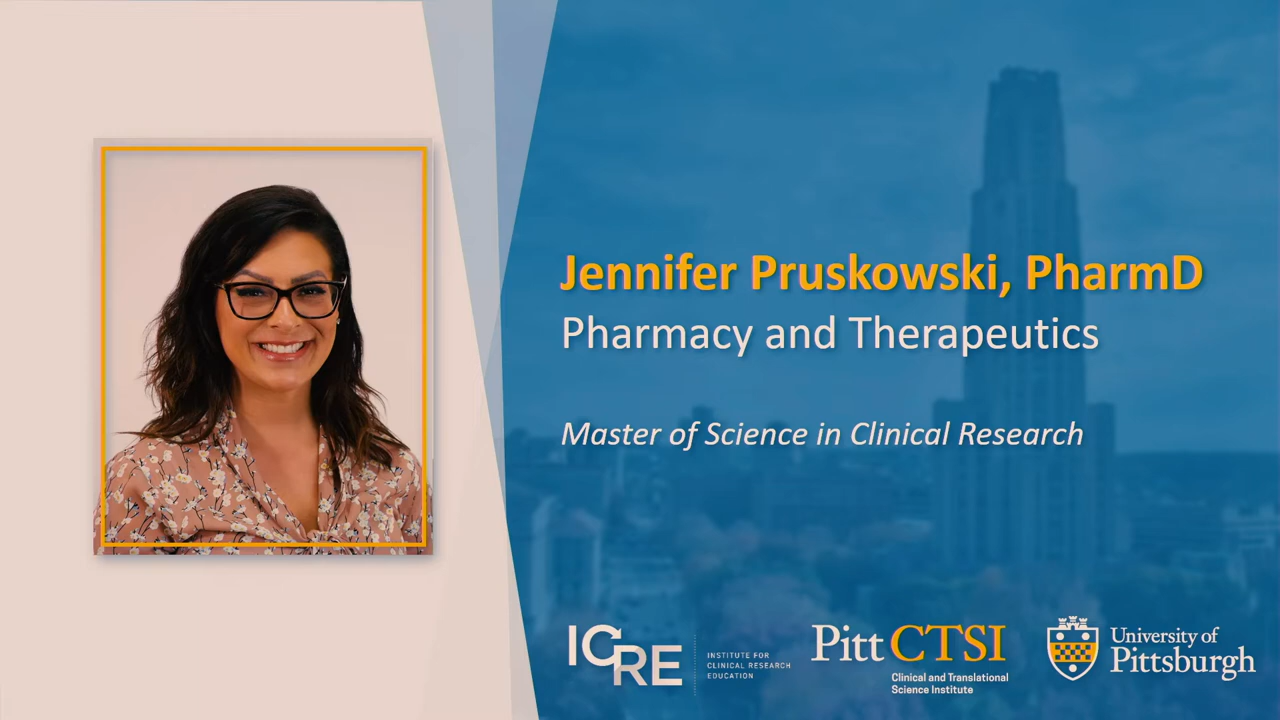 Jennifer Pruskowski, PharmD
Pharmacy and Therapeutics
Master of Science in Clinical Research
ICRE
INSTITUTE FOR
CLINICAL RESEARCH
EDUCATION
Pitt CTSI
Clinical and Translational
Science Institute
University of
Pittsburgh